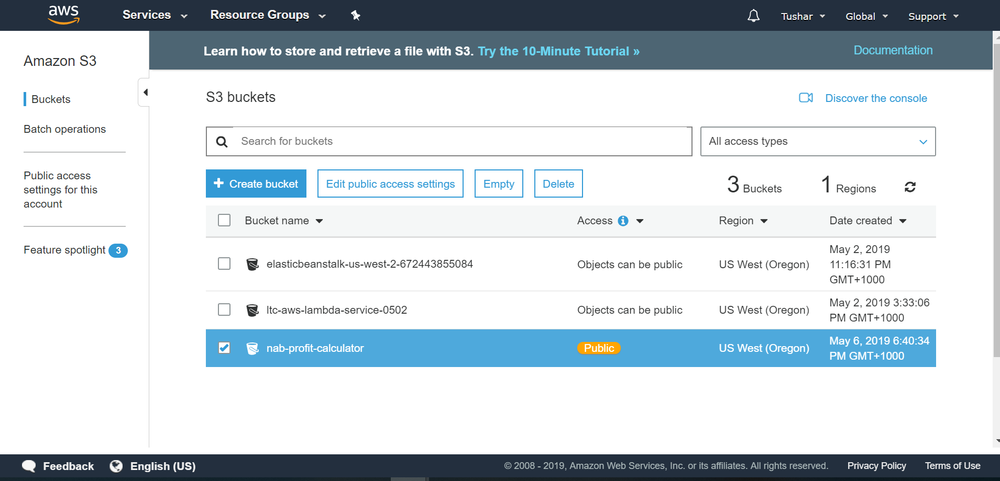 aws Services Resource Groups Tushar Global Support
Amazon S3
Buckets
Batch operations
Public access
settings for this
account
Feature spotlight 3
Learn how to store and retrieve a file with S3. Try the 10-Minute Tutorial » Documentation
S3 buckets Discover the console
Search for buckets All access types
Create bucket Edit public access settings Empty Delete 3 Buckets 1 Regions
Bucket name Access Region Date created
elasticbeanstalk-us-west-2-672443855084 Objects can be public US West (Oregon) May 2, 2019
11:16:31 PM
GMT+1000
ltc-aws-lambda-service-0502 Objects can be public US West (Oregon) May 2, 2019 3:33:06
PM GMT+1000
nab-profit-calculator Public US West (Oregon) May 6, 2019 6:40:34
PM GMT+1000
Feedback English (US) © 2008 - 2019, Amazon Web Services, Inc. or its affiliates. All rights reserved. Privacy Policy Terms of Use